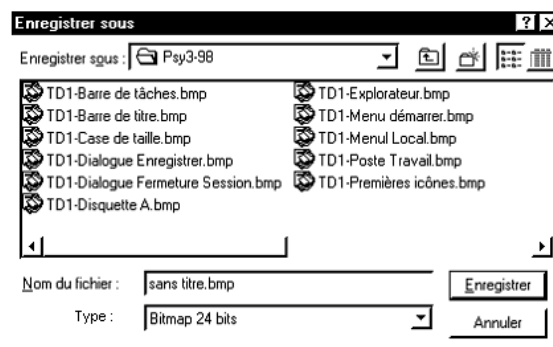 Enregistrer sous
Enregistrer sous : Psy3-98
TD1-Barre de tâches.bmp
TD1-Barre de titre.bmp
TD1-Case de taille.bmp
TD1-Dialogue Enregistrer.bmp
TD1-Dialogue Fermeture Session.bmp
TD1-Disquette A.bmp
TD1-Explorateur.bmp
TD1-Menu démarrer.bmp
TD1-Menul Local.bmp
TD1-Poste Travail.bmp
TD1-Premières icônes.bmp
Nom du fichier : sans titre.bmp Enregistrer
Type : Bitmap 24 bits Annuler